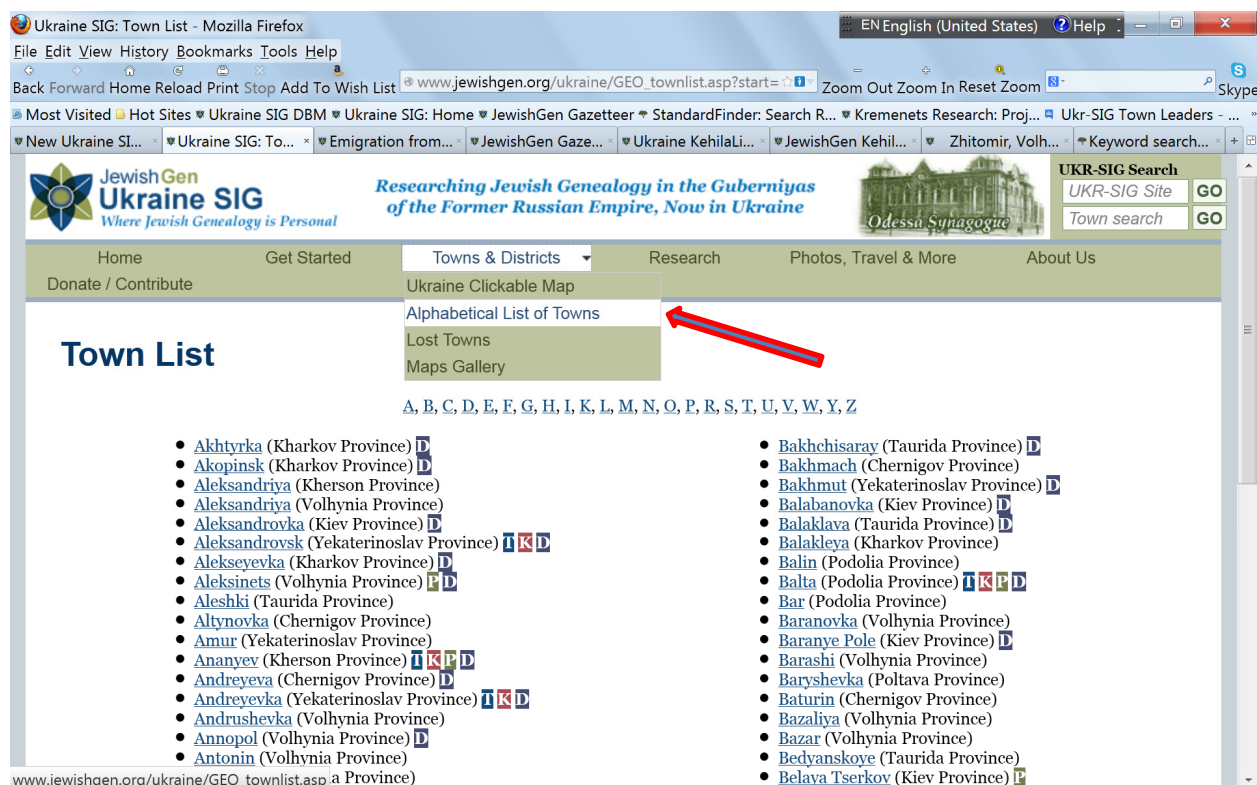 Ukraine SIG: Town List - Mozilla Firefox
EN English (United States) Help
File Edit View History Bookmarks Tools Help
Back Forward Home Reload Print Stop Add To Wish List www.jewishgen.org/ukraine/GEO_townlist.asp?start= Zoom Out Zoom In Reset Zoom Skype
Most Visited Hot Sites Ukraine SIG DBM Ukraine SIG: Home JewishGen Gazetteer StandardFinder: Search R... Kremenets Research: Proj... Ukr-SIG Town Leaders - ...
New Ukraine SI... Ukraine SIG: To... Emigration from... JewishGen Gaze... Ukraine KehilaLi... JewishGen Kehil... Zhitomir, Volh... Keyword search...
JewishGen
Ukraine SIG
Where Jewish Genealogy is Personal
Researching Jewish Genealogy in the Guberniyas
of the Former Russian Empire, Now in Ukraine
Odessa Synagogue
UKR-SIG Search
UKR-SIG Site GO
Town search GO
Home Get Started Towns & Districts Research Photos, Travel & More About Us
Donate / Contribute
Ukraine Clickable Map
Alphabetical List of Towns
Lost Towns
Maps Gallery
Town List
A, B, C, D, E, F, G, H, I, K, L, M, N, O, P, R, S, T, U, V, W, Y, Z
Akhtyrka (Kharkov Province) D
Akopinsk (Kharkov Province) D
Aleksandriya (Kherson Province)
Aleksandriya (Volhynia Province)
Aleksandrovka (Kiev Province) D
Aleksandrovsk (Yekaterinoslav Province) T K D
Alekseyevka (Kharkov Province) D
Aleksinets (Volhynia Province) P D
Aleshki (Taurida Province)
Altynovka (Chernigov Province)
Amur (Yekaterinoslav Province)
Ananyev (Kherson Province) T K P D
Andreyeva (Chernigov Province) D
Andreyevka (Yekaterinoslav Province) T K D
Andrushevka (Volhynia Province)
Annopol (Volhynia Province) D
Antonin (Volhynia Province)
a Province)
Bakhchisaray (Taurida Province) D
Bakhmach (Chernigov Province)
Bakhmut (Yekaterinoslav Province) D
Balabanovka (Kiev Province) D
Balaklava (Taurida Province) D
Balakleya (Kharkov Province)
Balin (Podolia Province)
Balta (Podolia Province) T K P D
Bar (Podolia Province)
Baranovka (Volhynia Province)
Baranye Pole (Kiev Province) D
Barashi (Volhynia Province)
Baryshevka (Poltava Province)
Baturin (Chernigov Province)
Bazaliya (Volhynia Province)
Bazar (Volhynia Province)
Bedyanskoye (Taurida Province)
Belaya Tserkov (Kiev Province) P
www.jewishgen.org/ukraine/GEO_townlist.asp